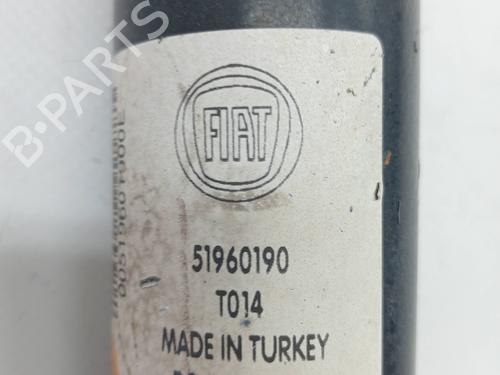 FIAT
51960190
T014
MADE IN TURKEY
B-PARTS